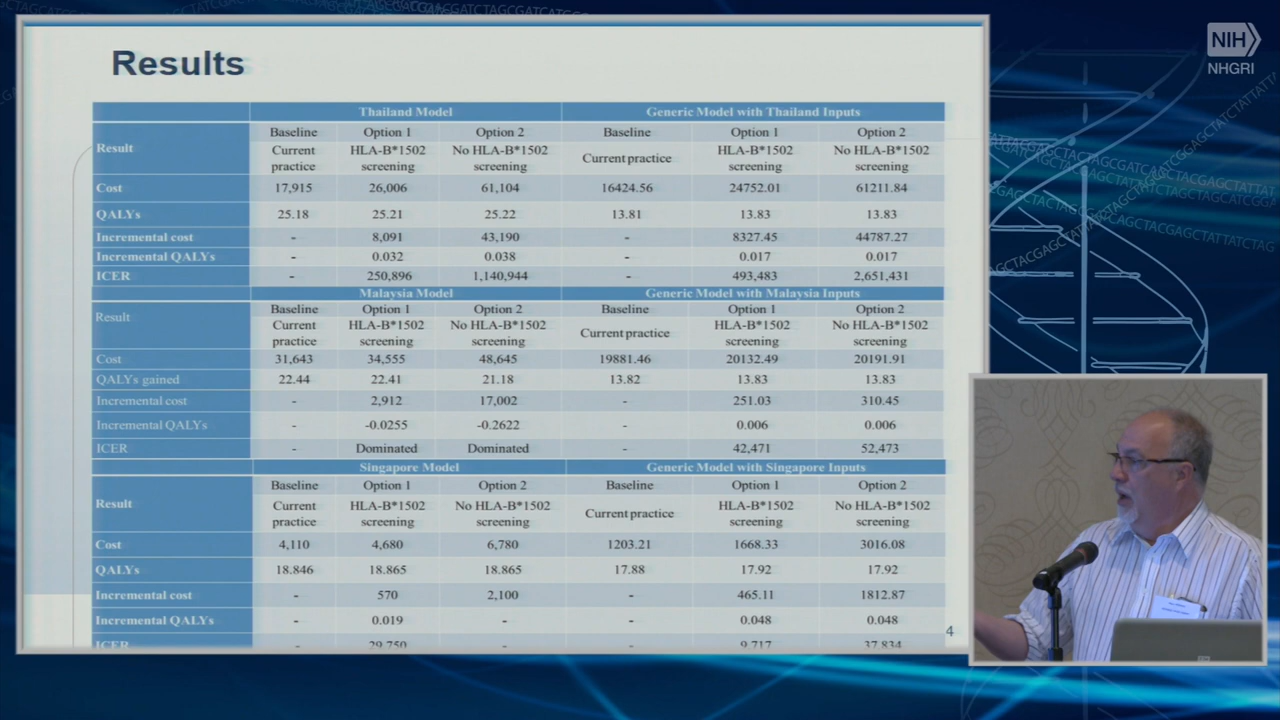 Results
NIH
NHGRI
Thailand Model Generic Model with Thailand Inputs
Result Baseline Option 1 Option 2 Baseline Option 1 Option 2
Current practice HLA-B*1502 screening No HLA-B*1502 screening Current practice HLA-B*1502 screening No HLA-B*1502 screening
Cost 17,915 26,006 61,104 16424.56 24752.01 61211.84
QALYs 25.18 25.21 25.22 13.81 13.83 13.83
Incremental cost - 8,091 43,190 - 8327.45 44787.27
Incremental QALYs - 0.032 0.038 - 0.017 0.017
ICER - 250,896 1,140,944 - 493,483 2,651,431
Malaysia Model Generic Model with Malaysia Inputs
Result Baseline Option 1 Option 2 Baseline Option 1 Option 2
Current practice HLA-B*1502 screening No HLA-B*1502 screening Current practice HLA-B*1502 screening No HLA-B*1502 screening
Cost 31,643 34,555 48,645 19881.46 20132.49 20191.91
QALYs gained 22.44 22.41 21.18 13.82 13.83 13.83
Incremental cost - 2,912 17,002 - 251.03 310.45
Incremental QALYs - -0.0255 -0.2622 - 0.006 0.006
ICER - Dominated Dominated - 42,471 52,473
Singapore Model Generic Model with Singapore Inputs
Result Baseline Option 1 Option 2 Baseline Option 1 Option 2
Current practice HLA-B*1502 screening No HLA-B*1502 screening Current practice HLA-B*1502 screening No HLA-B*1502 screening
Cost 4,110 4,680 6,780 1203.21 1668.33 3016.08
QALYs 18.846 18.865 18.865 17.88 17.92 17.92
Incremental cost - 570 2,100 - 465.11 1812.87
Incremental QALYs - 0.019 - - 0.048 0.048
ICER - 29,750 - - 9,717 37,834
4